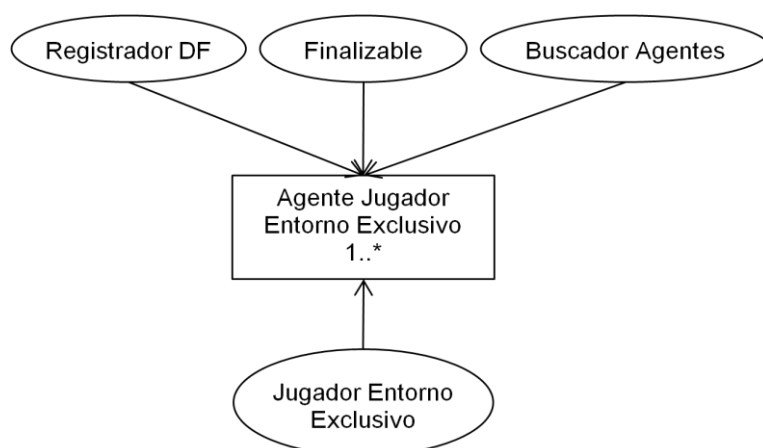 Registrador DF
Finalizable
Buscador Agentes
Agente Jugador
Entorno Exclusivo
1..*
Jugador Entorno
Exclusivo